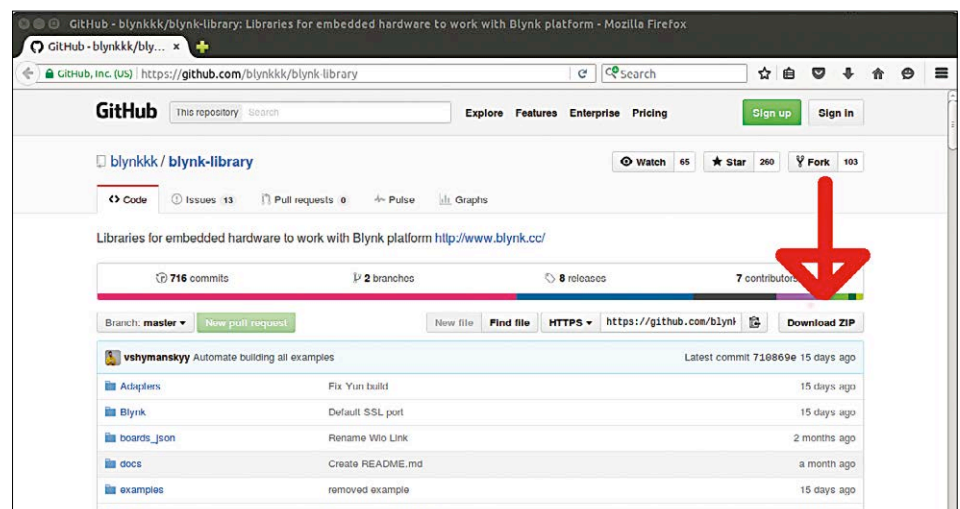 GitHub - blynkkk/blynk-library: Libraries for embedded hardware to work with Blynk platform - Mozilla Firefox
GitHub - blynkkk/bly... ×
GitHub, Inc. (US) https://github.com/blynkkk/blynk-library Search
GitHub This repository Search Explore Features Enterprise Pricing Sign up Sign in
blynkkk / blynk-library Watch 65 Star 260 Fork 103
<> Code Issues 13 Pull requests 0 Pulse Graphs
Libraries for embedded hardware to work with Blynk platform http://www.blynk.cc/
716 commits 2 branches 8 releases 7 contributors
Branch: master New pull request New file Find file HTTPS https://github.com/blynk Download ZIP
vshymanskyy Automate building all examples Latest commit 710869e 15 days ago
Adapters Fix Yun build 15 days ago
Blynk Default SSL port 15 days ago
boards_json Rename Wio Link 2 months ago
docs Create README.md a month ago
examples removed example 15 days ago